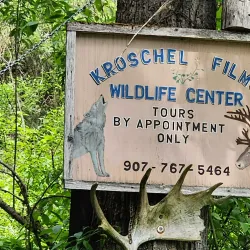 KROSCHEL FILM
WILDLIFE CENTER
TOURS
BY APPOINTMENT
ONLY
907-767-5464